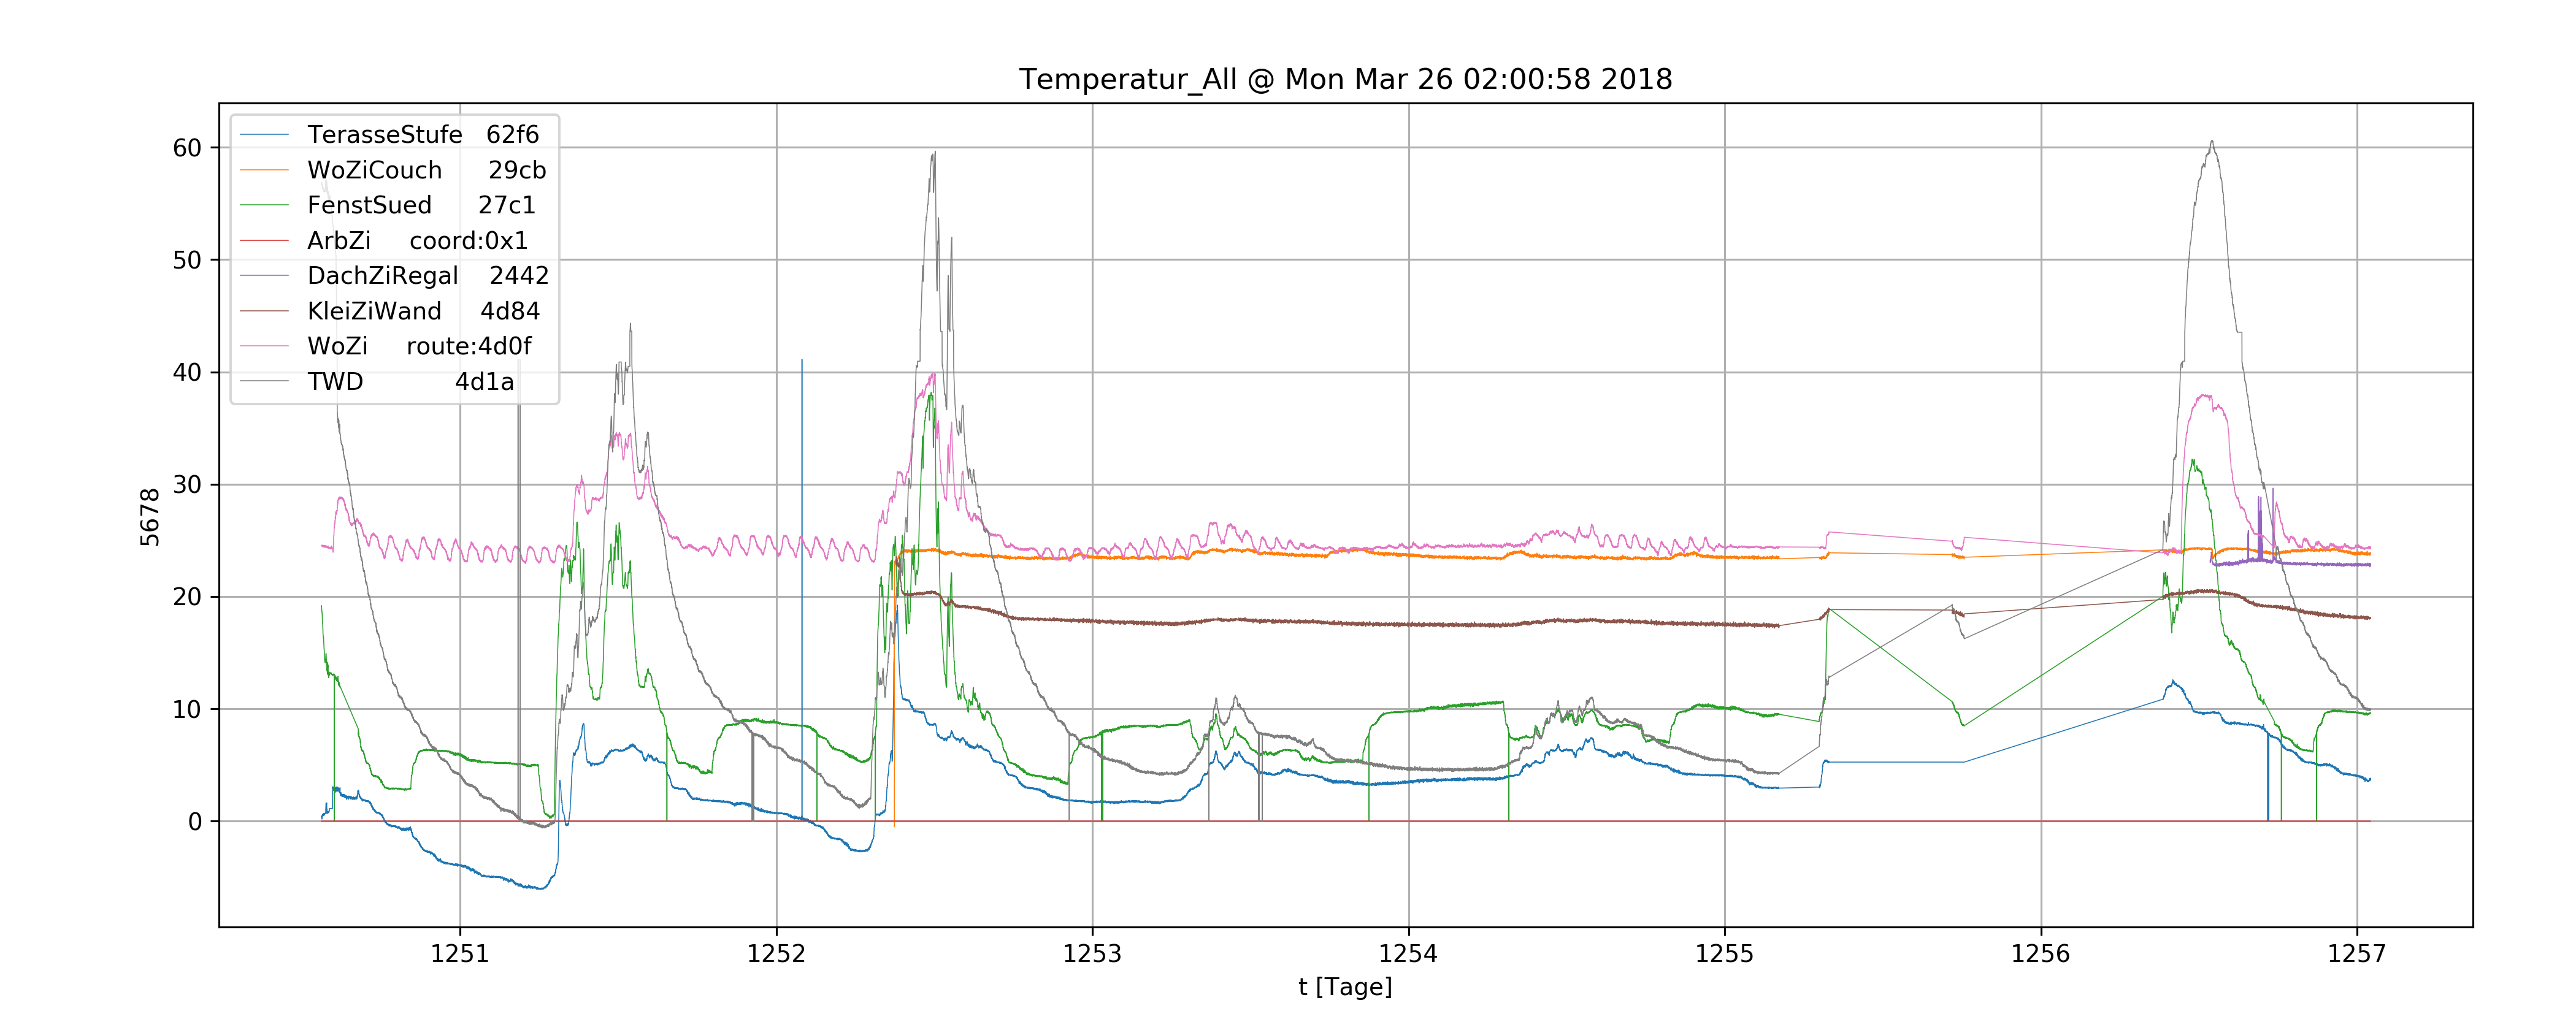 Temperatur_All @ Mon Mar 26 02:00:58 2018
60
50
40
30
20
10
0
5678
TerasseStufe 62f6
WoZiCouch 29cb
FenstSued 27c1
ArbZi coord:0x1
DachZiRegal 2442
KleiZiWand 4d84
WoZi route:4d0f
TWD 4d1a
1251 1252 1253 1254 1255 1256 1257
t [Tage]